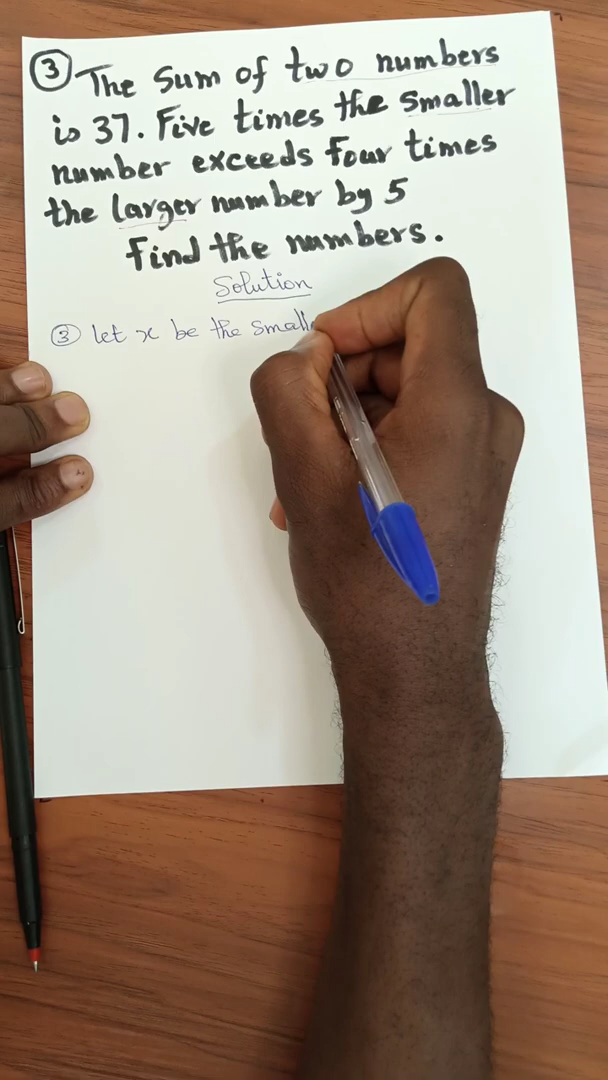 ③ The Sum of two numbers
is 37. Five times the smaller
number exceeds four times
the larger number by 5
Find the numbers.
Solution
③ let x be the small